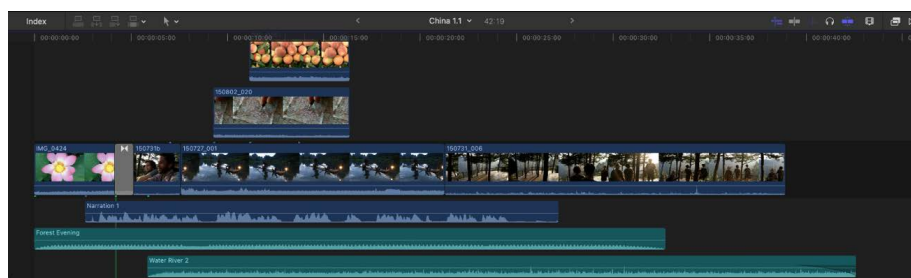 Index
China 1.1
42:19
00:00:00:00
00:00:05:00
00:00:10:00
00:00:15:00
00:00:20:00
00:00:25:00
00:00:30:00
00:00:35:00
00:00:40:00
150802_020
IMG_0424
150731b
150727_001
150731_006
Narration 1
Forest Evening
Water River 2